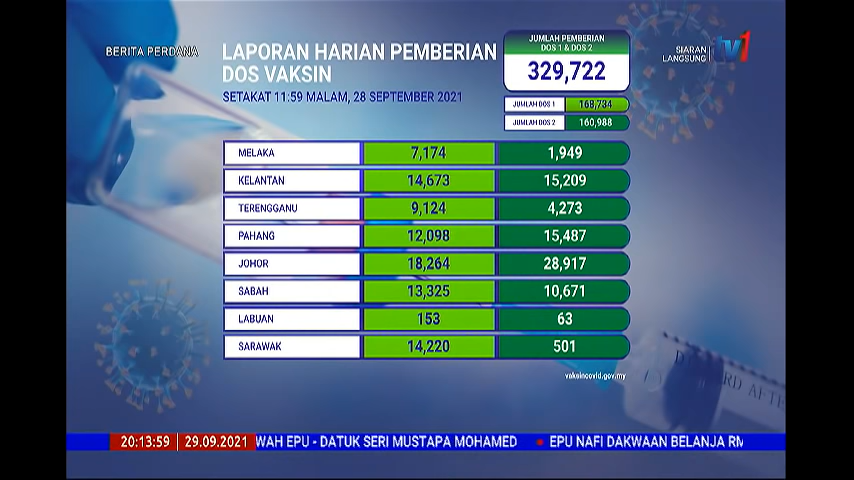 BERITA PERDANA
LAPORAN HARIAN PEMBERIAN
DOS VAKSIN
SETAKAT 11:59 MALAM, 28 SEPTEMBER 2021
JUMLAH PEMBERIAN
DOS 1 & DOS 2
329,722
JUMLAH DOS 1 168,734
JUMLAH DOS 2 160,988
SIARAN
LANGSUNG
tv1
MELAKA 7,174 1,949
KELANTAN 14,673 15,209
TERENGGANU 9,124 4,273
PAHANG 12,098 15,487
JOHOR 18,264 28,917
SABAH 13,325 10,671
LABUAN 153 63
SARAWAK 14,220 501
vaksincovid.gov.my
20:13:59 29.09.2021 WAH EPU - DATUK SERI MUSTAPA MOHAMED • EPU NAFI DAKWAAN BELANJA RM